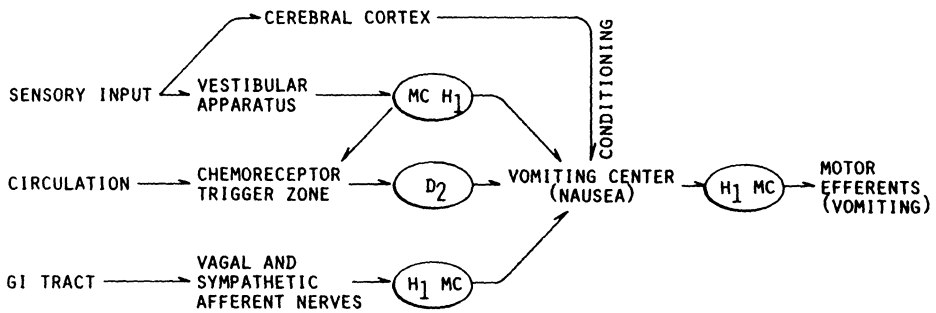 CEREBRAL CORTEX
CONDITIONING
SENSORY INPUT
VESTIBULAR
APPARATUS
MC H1
CIRCULATION
CHEMORECEPTOR
TRIGGER ZONE
D2
VOMITING CENTER
(NAUSEA)
H1 MC
MOTOR
EFFERENTS
(VOMITING)
GI TRACT
VAGAL AND
SYMPATHETIC
AFFERENT NERVES
H1 MC